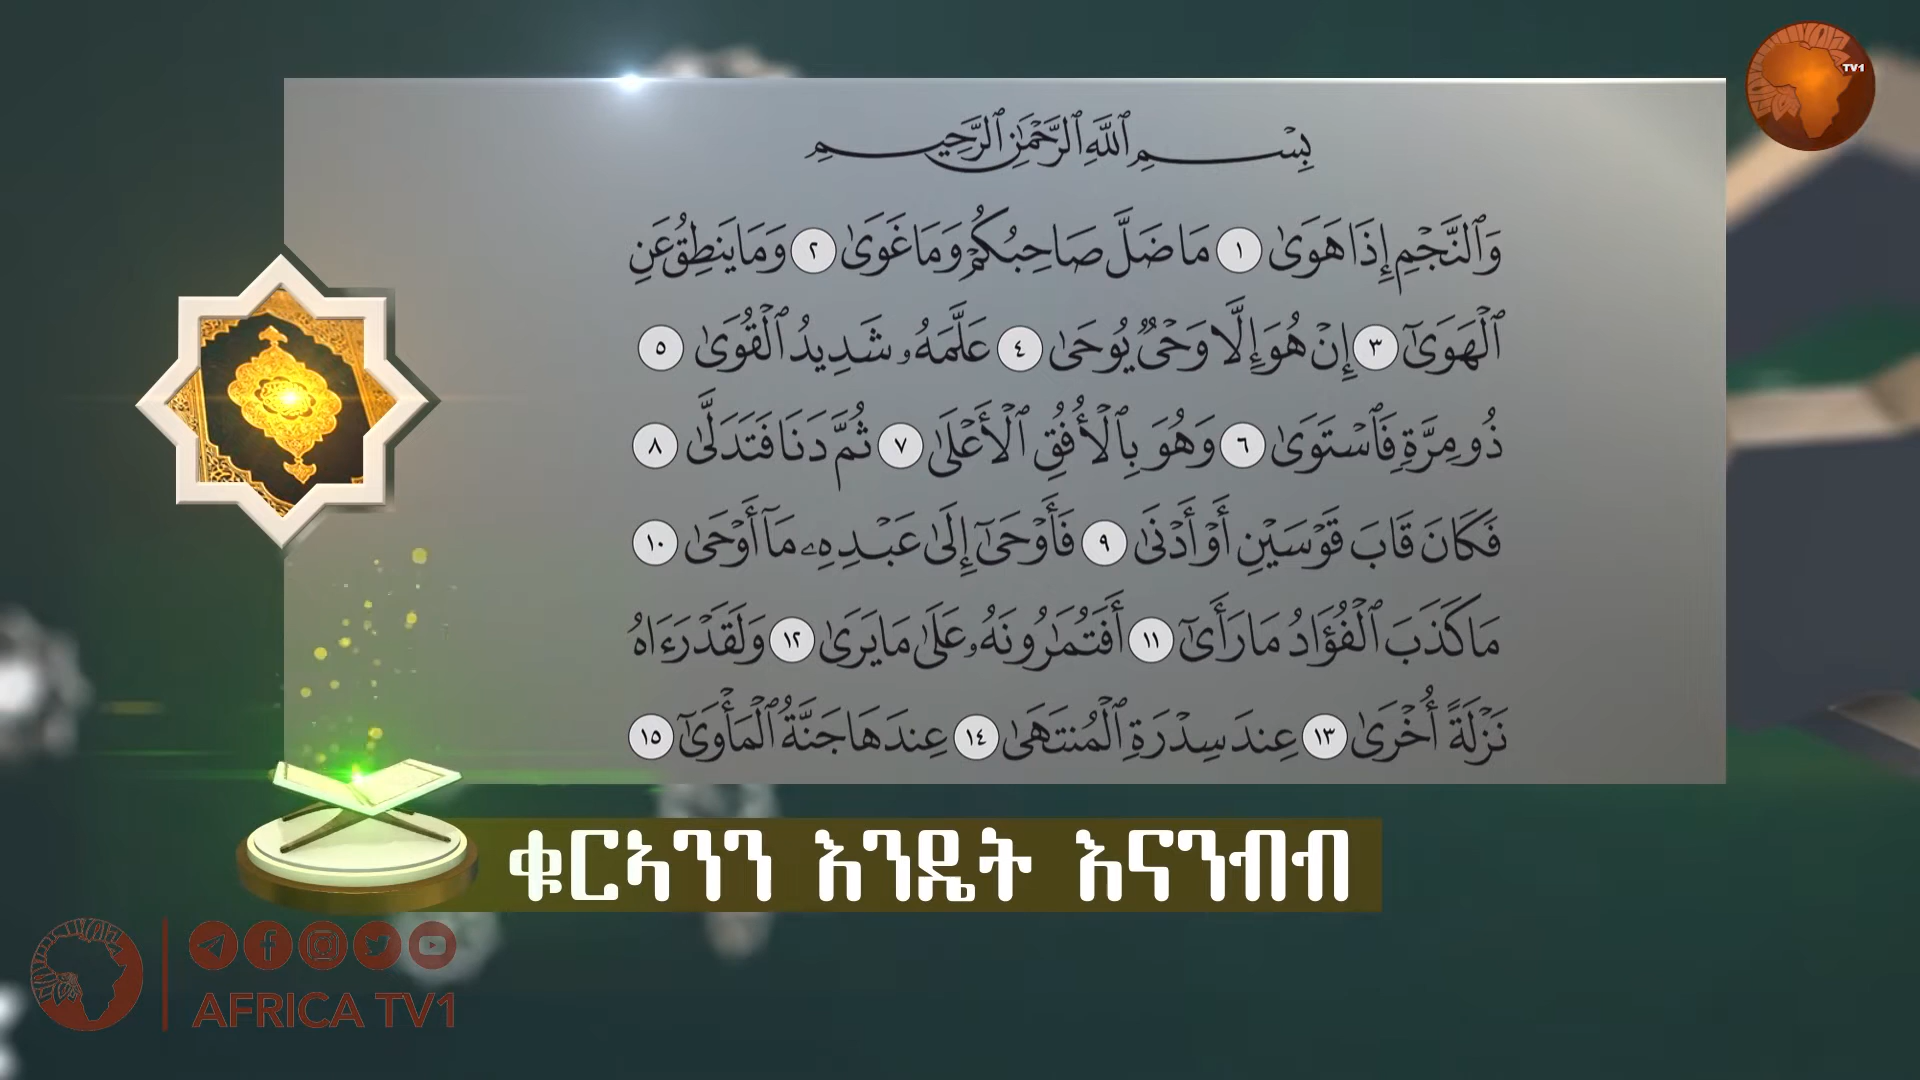 TV1
بِسْمِ ٱللَّهِ ٱلرَّحْمَٰنِ ٱلرَّحِيمِ
وَٱلنَّجْمِ إِذَا هَوَىٰ ١ مَا ضَلَّ صَاحِبُكُمْ وَمَا غَوَىٰ ٢ وَمَا يَنطِقُ عَنِ
ٱلْهَوَىٰٓ ٣ إِنْ هُوَ إِلَّا وَحْىٌ يُوحَىٰ ٤ عَلَّمَهُۥ شَدِيدُ ٱلْقُوَىٰ ٥
ذُو مِرَّةٍ فَٱسْتَوَىٰ ٦ وَهُوَ بِٱلْأُفُقِ ٱلْأَعْلَىٰ ٧ ثُمَّ دَنَا فَتَدَلَّىٰ ٨
فَكَانَ قَابَ قَوْسَيْنِ أَوْ أَدْنَىٰ ٩ فَأَوْحَىٰٓ إِلَىٰ عَبْدِهِۦ مَآ أَوْحَىٰ ١٠
مَا كَذَبَ ٱلْفُؤَادُ مَا رَأَىٰٓ ١١ أَفَتُمَٰرُونَهُۥ عَلَىٰ مَا يَرَىٰ ١٢ وَلَقَدْ رَءَاهُ
نَزْلَةً أُخْرَىٰ ١٣ عِندَ سِدْرَةِ ٱلْمُنتَهَىٰ ١٤ عِندَهَا جَنَّةُ ٱلْمَأْوَىٰٓ ١٥
ቁርኣንን እንዴት እናንብብ
AFRICA TV1